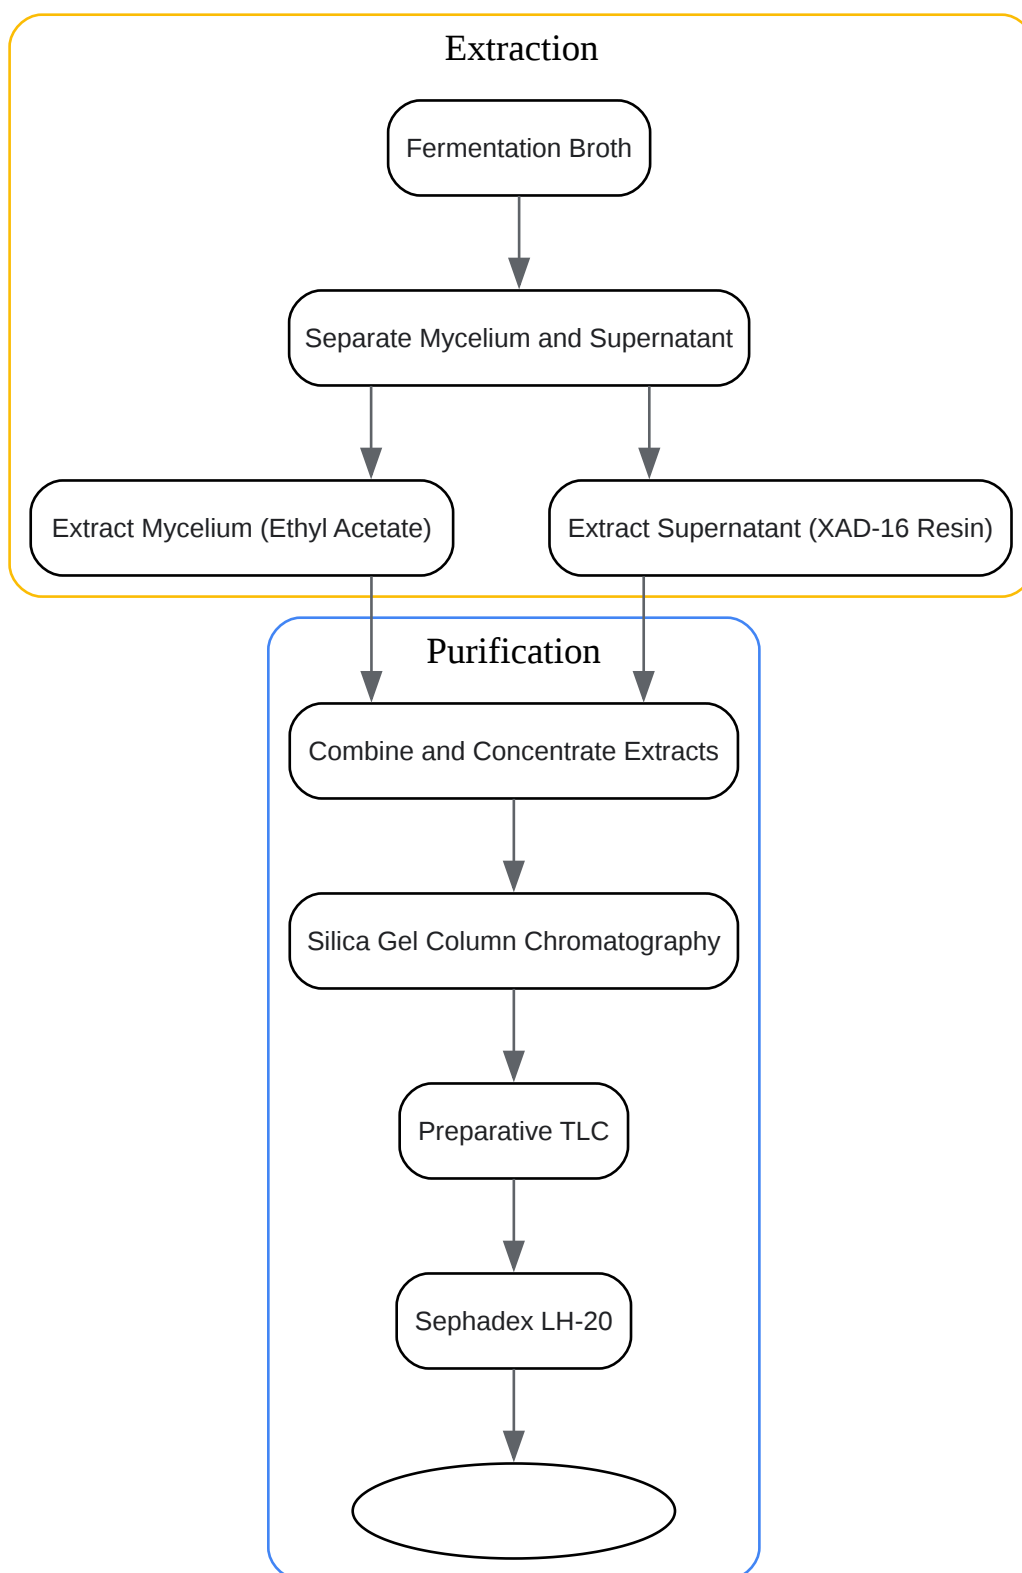 Extraction
Fermentation Broth
Separate Mycelium and Supernatant
Extract Mycelium (Ethyl Acetate)
Extract Supernatant (XAD-16 Resin)
Purification
Combine and Concentrate Extracts
Silica Gel Column Chromatography
Preparative TLC
Sephadex LH-20